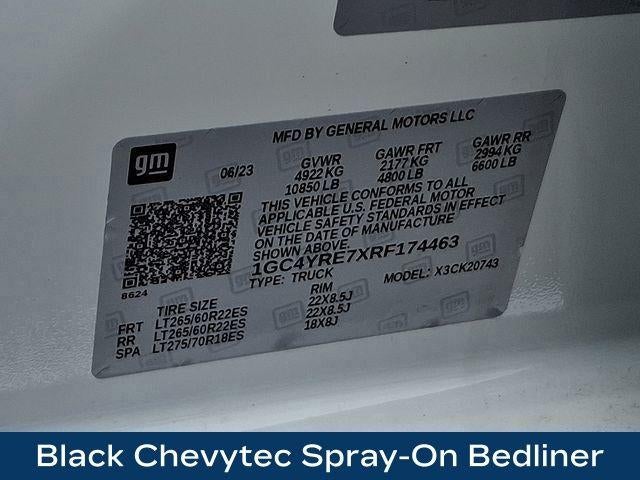 MFD BY GENERAL MOTORS LLC
gm
06/23
GVWR GAWR FRT GAWR RR
4922 KG 2177 KG 2994 KG
10850 LB 4800 LB 6600 LB
THIS VEHICLE CONFORMS TO ALL
APPLICABLE U.S. FEDERAL MOTOR
VEHICLE SAFETY STANDARDS IN EFFECT
ON THE DATE OF MANUFACTURE
SHOWN ABOVE.
1GC4YRE7XRF174463
TYPE: TRUCK MODEL: X3CK20743
8624
TIRE SIZE RIM
FRT LT265/60R22ES 22X8.5J
RR LT265/60R22ES 22X8.5J
SPA LT275/70R18ES 18X8J
Black Chevytec Spray-On Bedliner